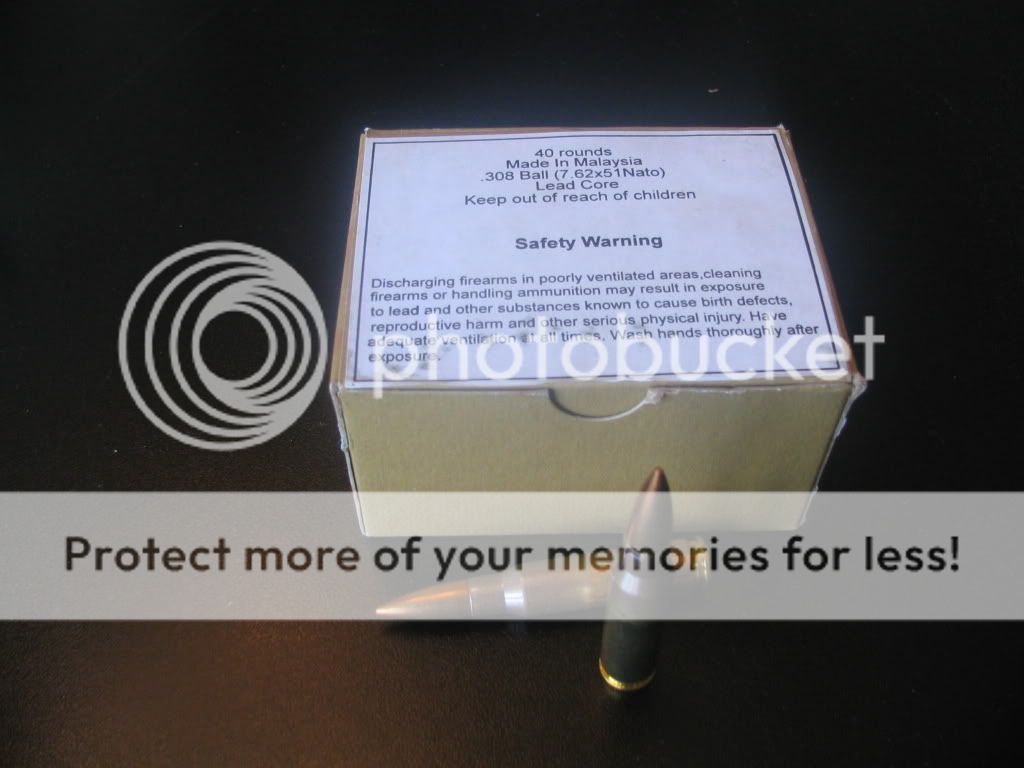 40 rounds
Made In Malaysia
.308 Ball (7.62x51Nato)
Lead Core
Keep out of reach of children
Safety Warning
Discharging firearms in poorly ventilated areas,cleaning
firearms or handling ammunition may result in exposure
to lead and other substances known to cause birth defects,
reproductive harm and other serious physical injury. Have
adequate ventilation at all times. Wash hands thoroughly after
exposure.
photobucket
Protect more of your memories for less!